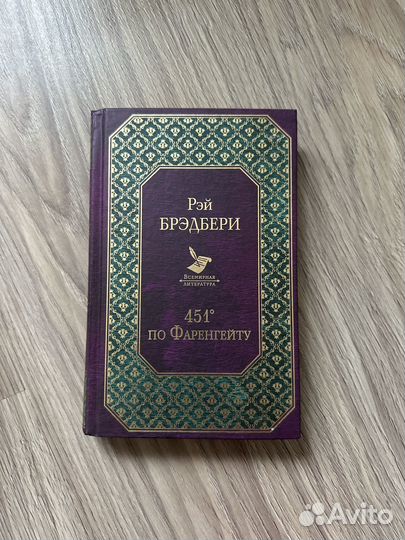 Рэй
БРЭДБЕРИ
Всемирная
литература
451°
по Фаренгейту
Avito